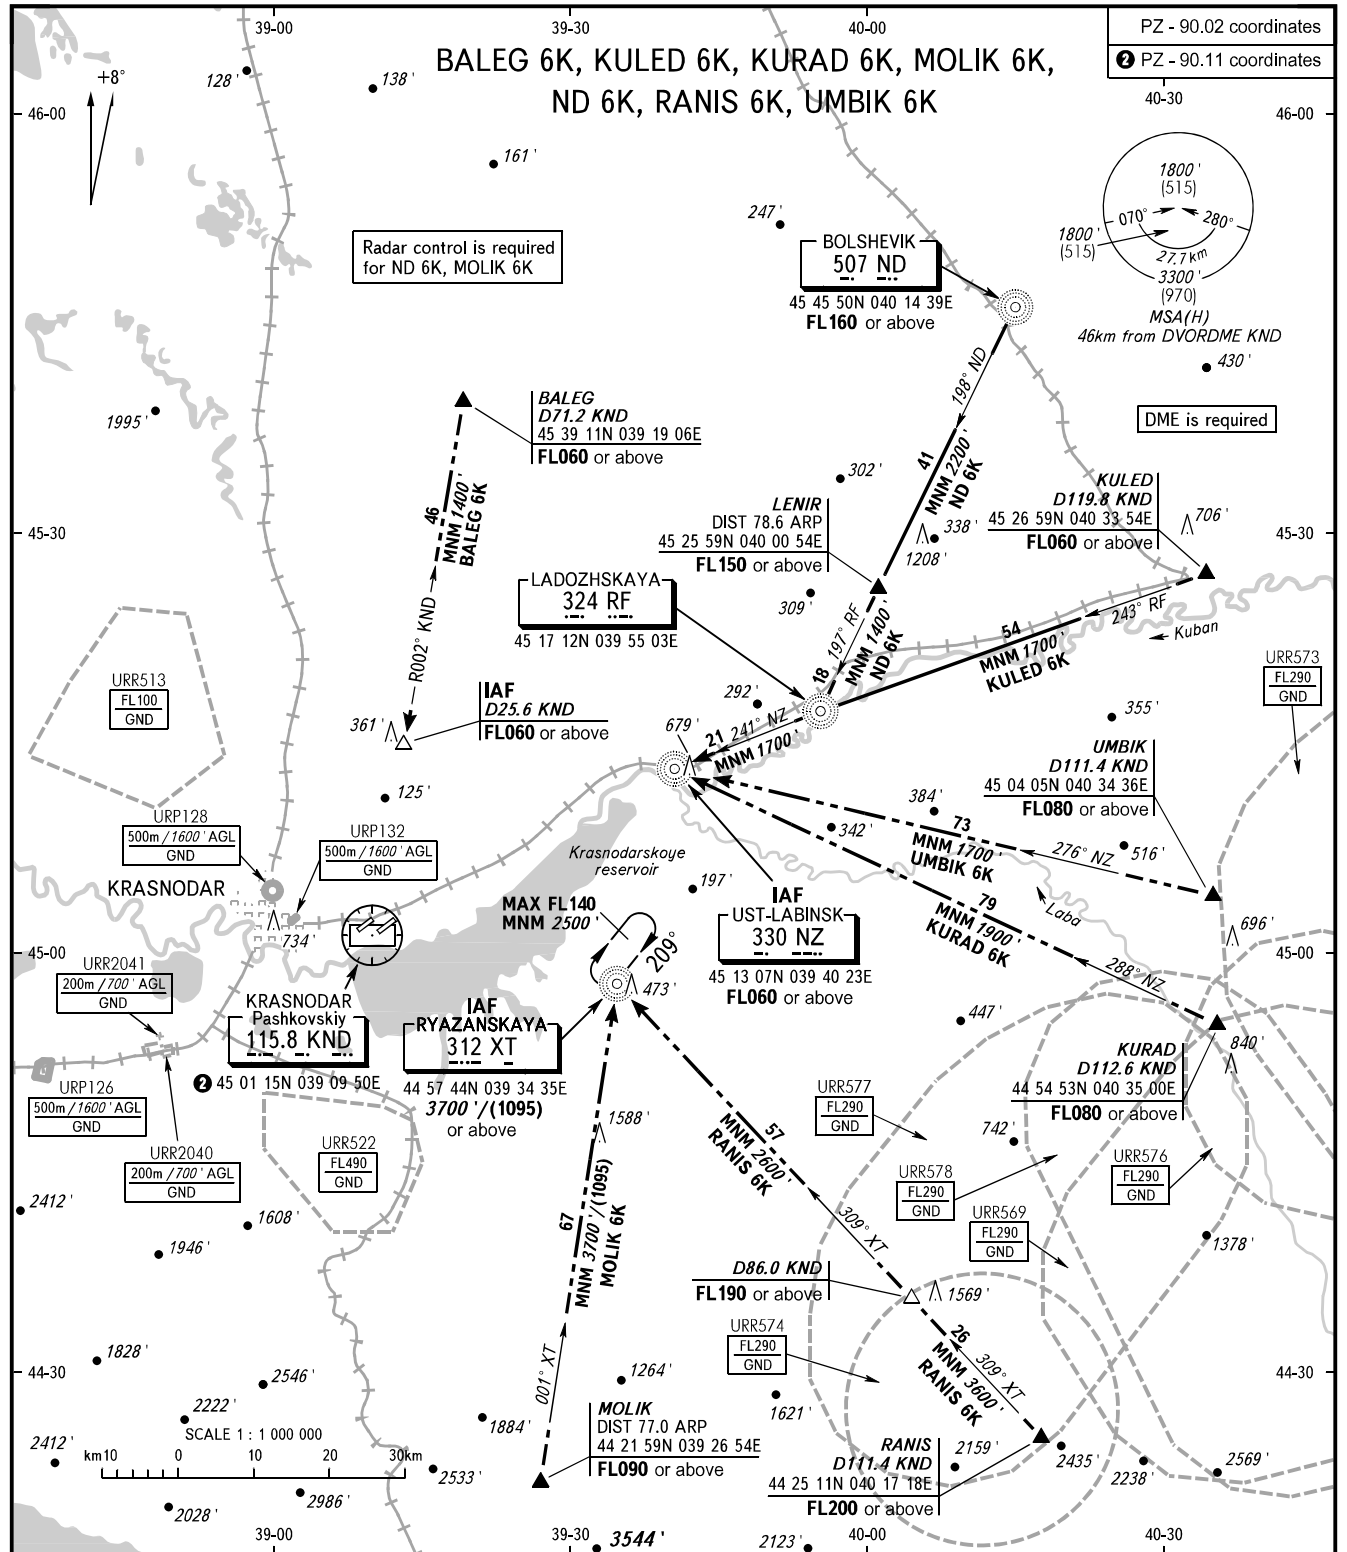 39-00
39-30
40-00
PZ - 90.02 coordinates
❷ PZ - 90.11 coordinates
BALEG 6K, KULED 6K, KURAD 6K, MOLIK 6K,
ND 6K, RANIS 6K, UMBIK 6K
+8°
128'
138'
40-30
46-00
46-00
161'
1800'
(515)
070°
280°
1800'
(515)
27.7km
3300'
(970)
MSA(H)
46km from DVORDME KND
247'
Radar control is required
for ND 6K, MOLIK 6K
BOLSHEVIK
507 ND
45 45 50N 040 14 39E
FL160 or above
430'
198° ND
1995'
BALEG
D71.2 KND
45 39 11N 039 19 06E
FL060 or above
DME is required
41
MNM 2200'
ND 6K
302'
46
MNM 1400'
BALEG 6K
KULED
D119.8 KND
45 26 59N 040 33 54E
FL060 or above
706'
LENIR
DIST 78.6 ARP
45 25 59N 040 00 54E
FL150 or above
338'
1208'
45-30
45-30
LADOZHSKAYA
324 RF
45 17 12N 039 55 03E
309'
197° RF
18
MNM 1400'
ND 6K
243° RF
54
MNM 1700'
KULED 6K
Kuban
R002° KND
URR573
FL290
GND
URR513
FL100
GND
IAF
D25.6 KND
FL060 or above
361'
292'
679'
21
241° NZ
MNM 1700'
355'
UMBIK
D111.4 KND
45 04 05N 040 34 36E
FL080 or above
125'
384'
342'
73
MNM 1700'
UMBIK 6K
276° NZ
516'
URP128
500m/1600' AGL
GND
URP132
500m/1600' AGL
GND
Krasnodarskoye
reservoir
KRASNODAR
197'
IAF
UST-LABINSK
330 NZ
45 13 07N 039 40 23E
FL060 or above
79
MNM 1900'
KURAD 6K
Laba
MAX FL140
MNM 2500'
209°
734'
696'
45-00
45-00
288° NZ
URR2041
200m/700' AGL
GND
473'
KRASNODAR
Pashkovskiy
115.8 KND
❷ 45 01 15N 039 09 50E
IAF
RYAZANSKAYA
312 XT
44 57 44N 039 34 35E
3700'/(1095)
or above
447'
KURAD
D112.6 KND
44 54 53N 040 35 00E
FL080 or above
840'
URP126
500m/1600' AGL
GND
URR577
FL290
GND
1588'
URR522
FL490
GND
URR2040
200m/700' AGL
GND
57
MNM 2600'
RANIS 6K
742'
URR578
FL290
GND
URR576
FL290
GND
2412'
1608'
1946'
67
MNM 3700'/(1095)
MOLIK 6K
309° XT
URR569
FL290
GND
1378'
D86.0 KND
FL190 or above
1569'
URR574
FL290
GND
26
MNM 3600'
RANIS 6K
309° XT
1828'
001° XT
1264'
44-30
44-30
2546'
2222'
1884'
MOLIK
DIST 77.0 ARP
44 21 59N 039 26 54E
FL090 or above
1621'
SCALE 1 : 1 000 000
km10 0 10 20 30km
2412'
2533'
RANIS
D111.4 KND
44 25 11N 040 17 18E
FL200 or above
2159'
2435'
2238'
2569'
2028'
2986'
39-00
39-30
3544'
2123'
40-00
40-30